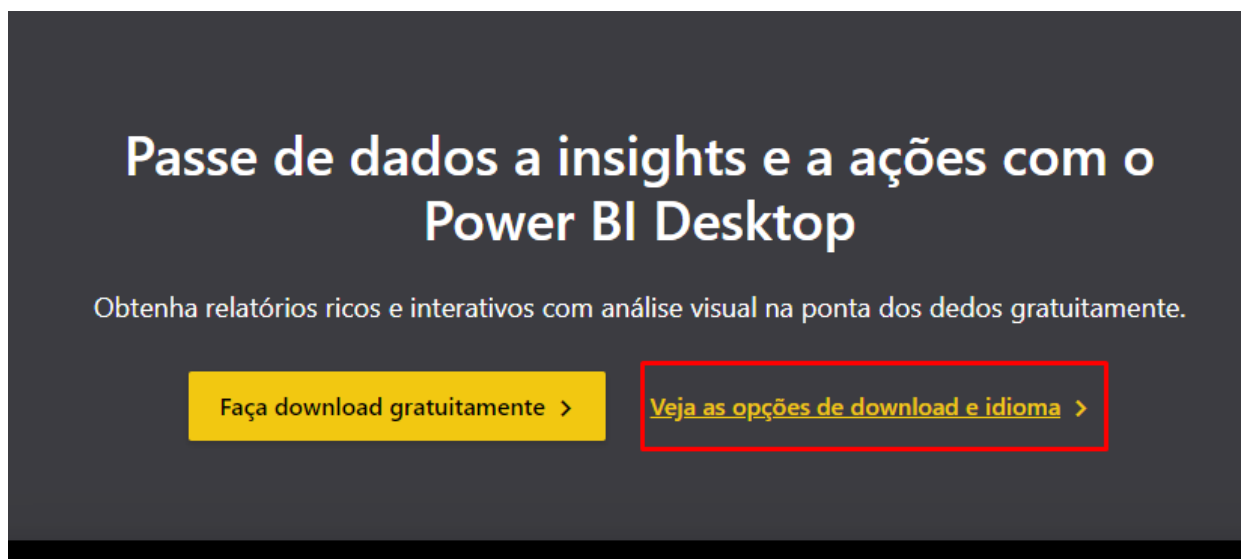 Passe de dados a insights e a ações com o
Power BI Desktop
Obtenha relatórios ricos e interativos com análise visual na ponta dos dedos gratuitamente.
Faça download gratuitamente >
Veja as opções de download e idioma >